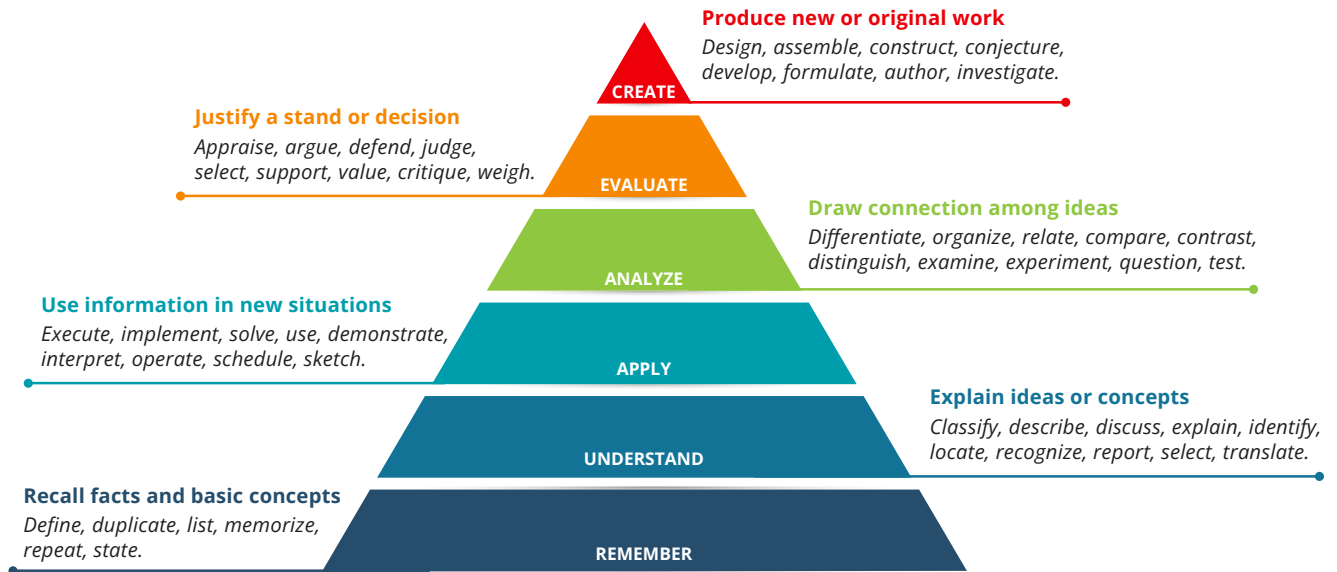 Produce new or original work
Design, assemble, construct, conjecture,
develop, formulate, author, investigate.
CREATE
Justify a stand or decision
Appraise, argue, defend, judge,
select, support, value, critique, weigh.
EVALUATE
Draw connection among ideas
Differentiate, organize, relate, compare, contrast,
distinguish, examine, experiment, question, test.
ANALYZE
Use information in new situations
Execute, implement, solve, use, demonstrate,
interpret, operate, schedule, sketch.
APPLY
Explain ideas or concepts
Classify, describe, discuss, explain, identify,
locate, recognize, report, select, translate.
UNDERSTAND
Recall facts and basic concepts
Define, duplicate, list, memorize,
repeat, state.
REMEMBER